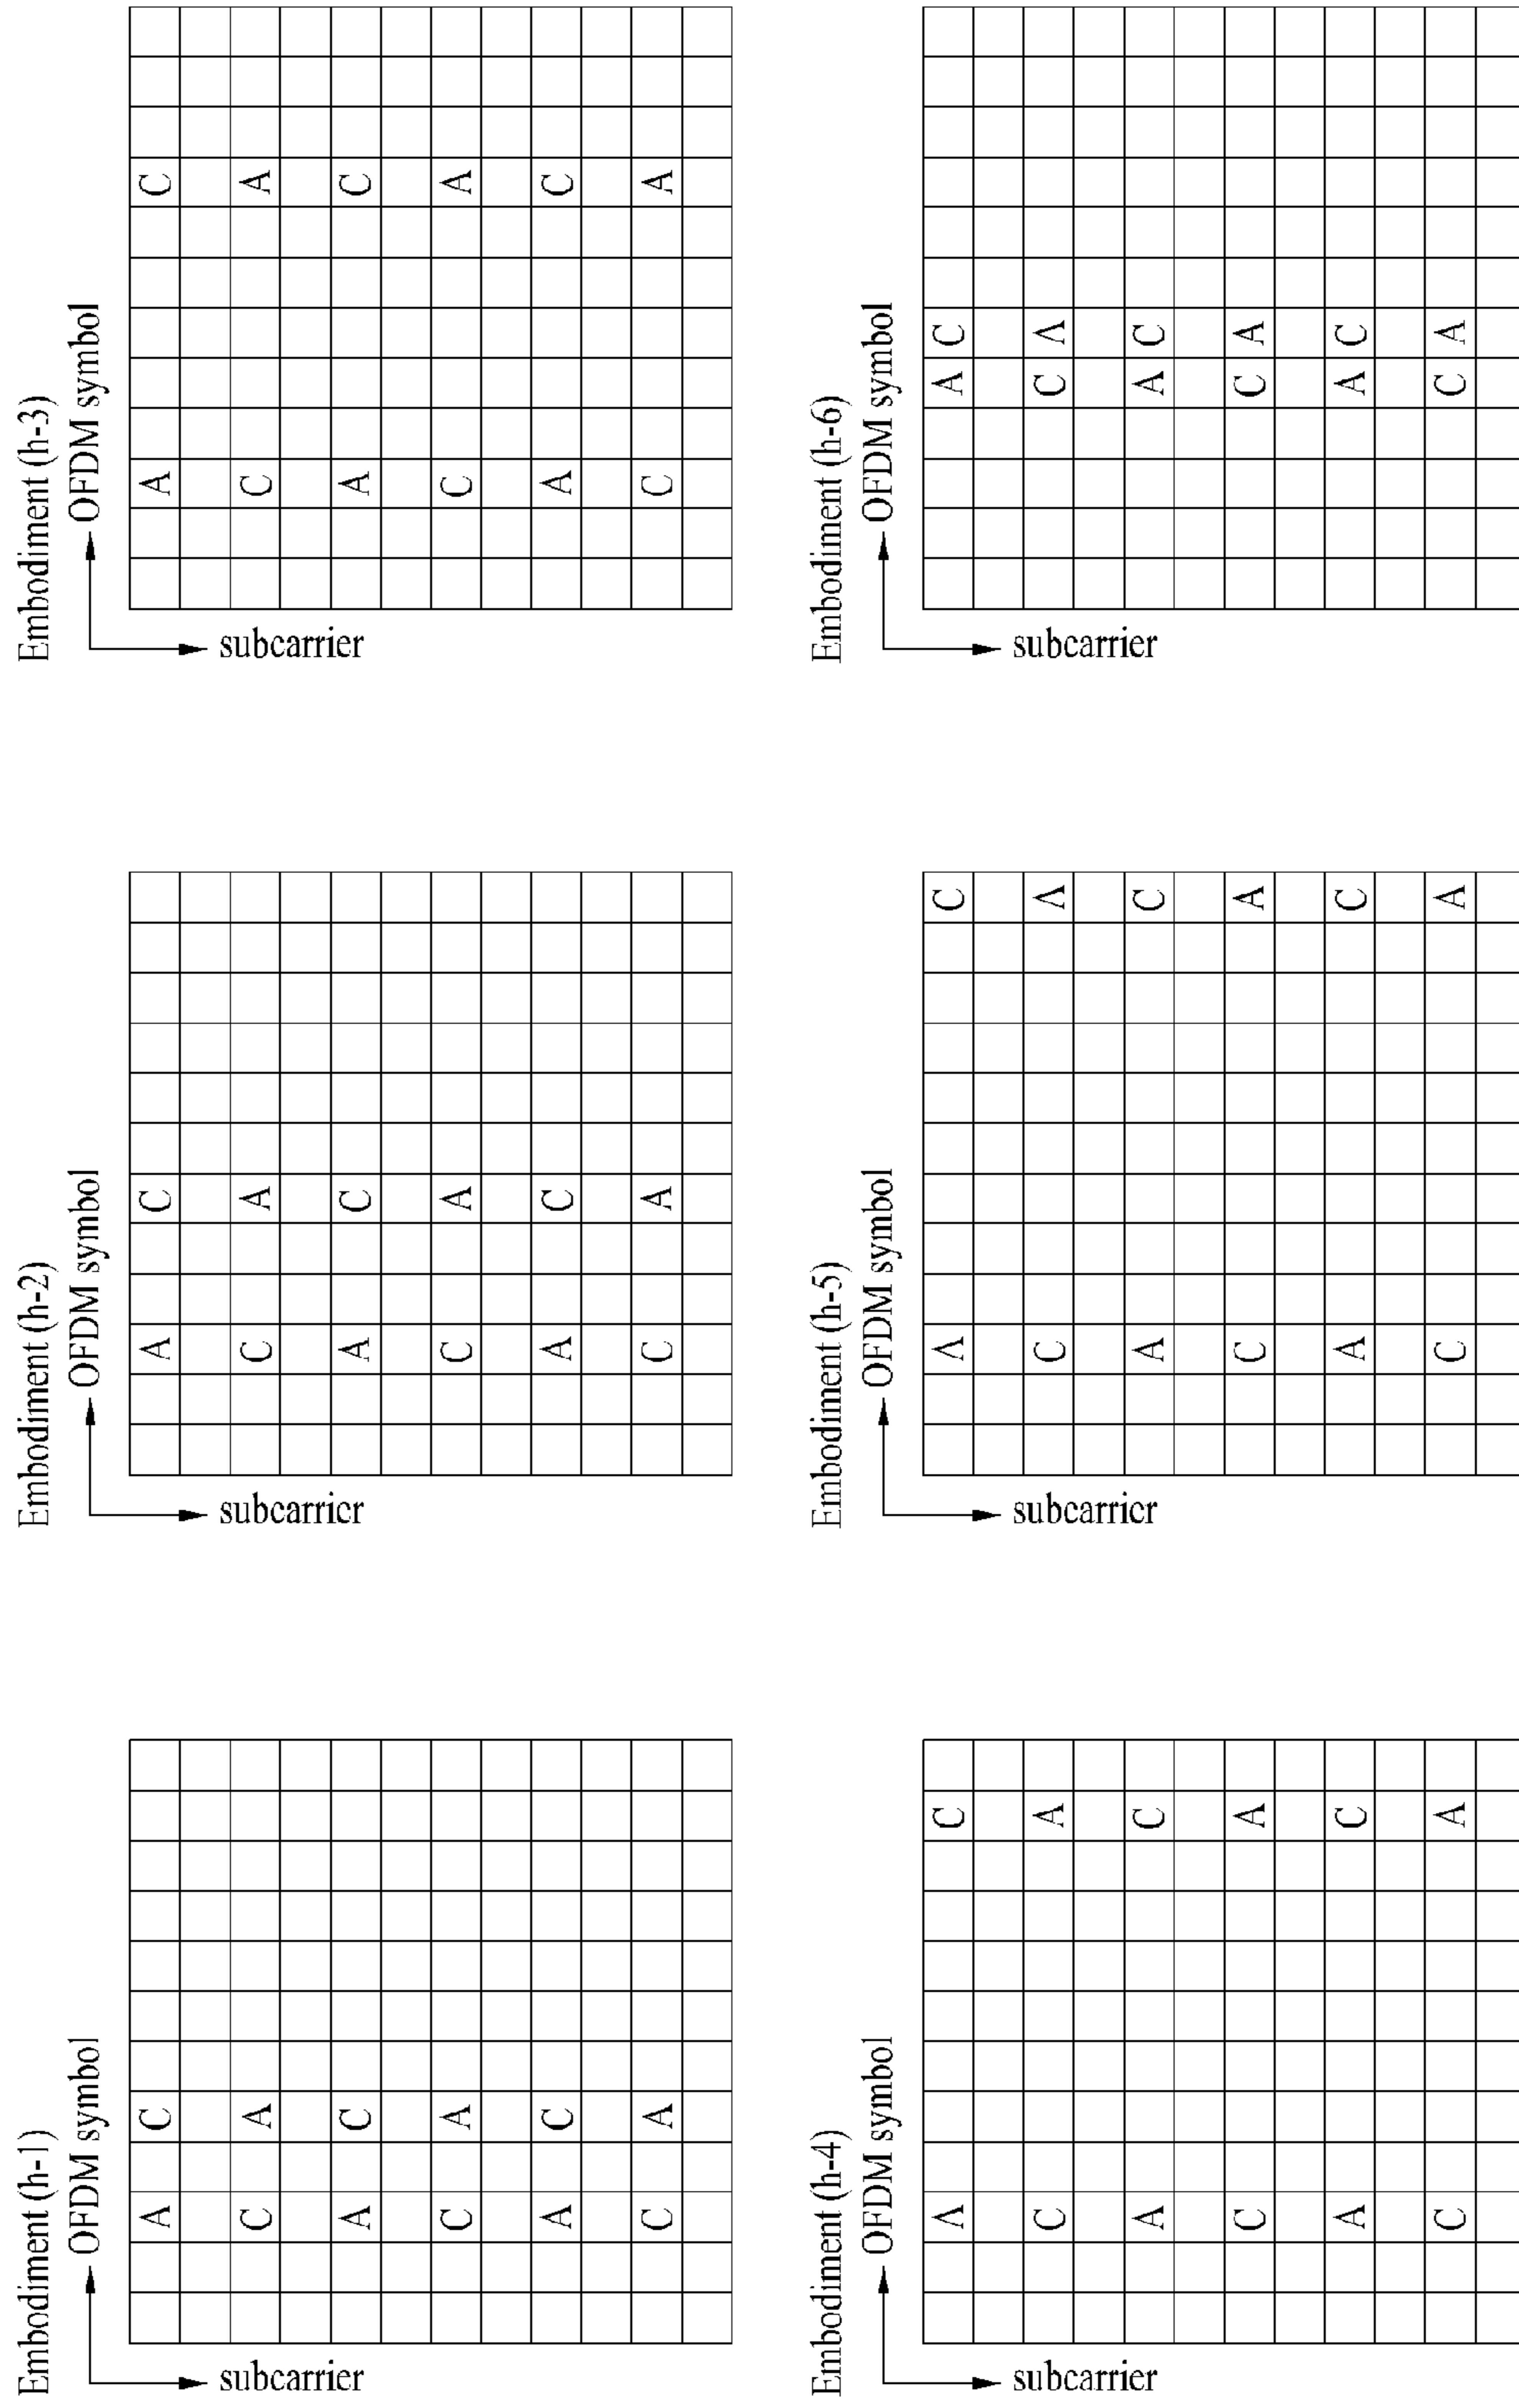 Embodiment (h-1)
OFDM symbol
subcarrier
A C
C A
A C
C A
A C
C A
Embodiment (h-2)
OFDM symbol
subcarrier
A C
C A
A C
C A
A C
C A
Embodiment (h-3)
OFDM symbol
subcarrier
A C
C A
A C
C A
A C
C A
Embodiment (h-4)
OFDM symbol
subcarrier
A C
C A
A C
C A
A C
C A
Embodiment (h-5)
OFDM symbol
subcarrier
A C
C A
A C
C A
A C
C A
Embodiment (h-6)
OFDM symbol
subcarrier
A C
C A
A C
C A
A C
C A